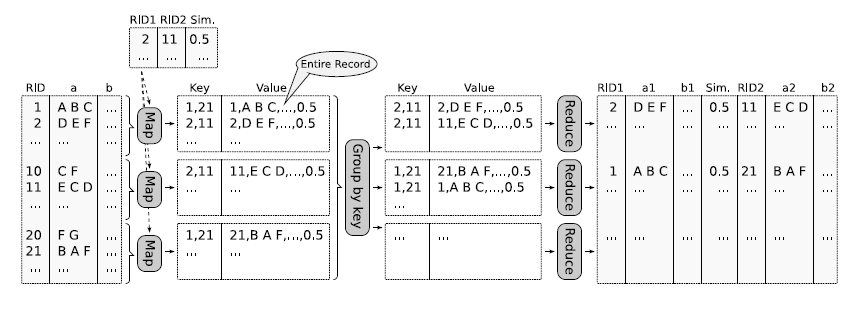 RID1 RID2 Sim.
2 11 0.5
... ... ...
Entire Record
RID a b
1 A B C ...
2 D E F ...
... ... ...
10 C F ...
11 E C D ...
... ... ...
20 F G ...
21 B A F ...
... ... ...
Map
Map
Map
Key Value
1,21 1,A B C,...,0.5
2,11 2,D E F,...,0.5
... ...
2,11 11,E C D,...,0.5
... ...
1,21 21,B A F,...,0.5
... ...
Group by key
Key Value
2,11 2,D E F,...,0.5
2,11 11,E C D,...,0.5
1,21 21,B A F,...,0.5
1,21 1,A B C,...,0.5
...
... ...
Reduce
Reduce
Reduce
RID1 a1 b1 Sim. RID2 a2 b2
2 D E F ... 0.5 11 E C D ...
... ... ... ... ... ...
1 A B C ... 0.5 21 B A F ...
... ... ... ... ... ... ...